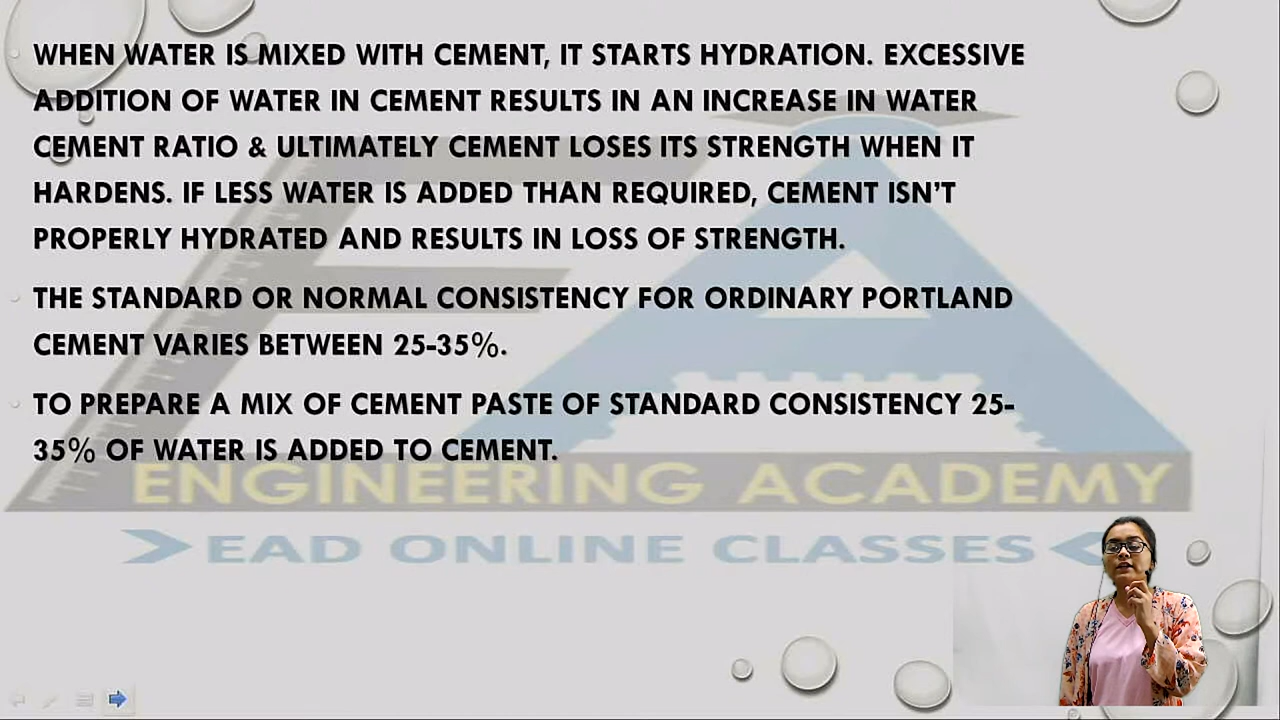 WHEN WATER IS MIXED WITH CEMENT, IT STARTS HYDRATION. EXCESSIVE
ADDITION OF WATER IN CEMENT RESULTS IN AN INCREASE IN WATER
CEMENT RATIO & ULTIMATELY CEMENT LOSES ITS STRENGTH WHEN IT
HARDENS. IF LESS WATER IS ADDED THAN REQUIRED, CEMENT ISN'T
PROPERLY HYDRATED AND RESULTS IN LOSS OF STRENGTH.
THE STANDARD OR NORMAL CONSISTENCY FOR ORDINARY PORTLAND
CEMENT VARIES BETWEEN 25-35%.
TO PREPARE A MIX OF CEMENT PASTE OF STANDARD CONSISTENCY 25-
35% OF WATER IS ADDED TO CEMENT.
ENGINEERING ACADEMY
EAD ONLINE CLASSES